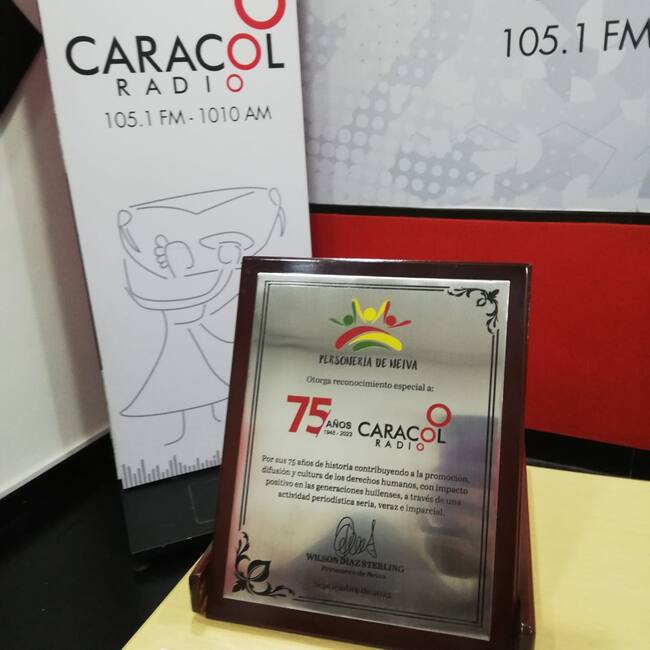 CARACOL
RADIO
105.1 FM - 1010 AM
105.1 FM
PERSONERÍA DE NEIVA
Otorga reconocimiento especial a:
75 AÑOS
CARACOL
RADIO
Por sus 75 años de historia contribuyendo a la promoción,
difusión y cultura de los derechos humanos, con impacto
positivo en las generaciones huilenses, a través de una
actividad periodística seria, veraz e imparcial.
WILSON DIAZ STERLING
Personero de Neiva
Septiembre de 2023